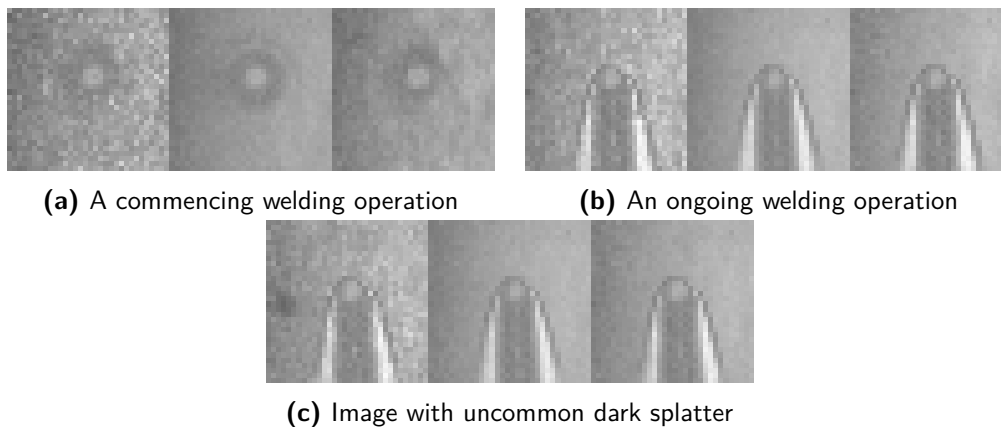 (a) A commencing welding operation
(b) An ongoing welding operation
(c) Image with uncommon dark splatter